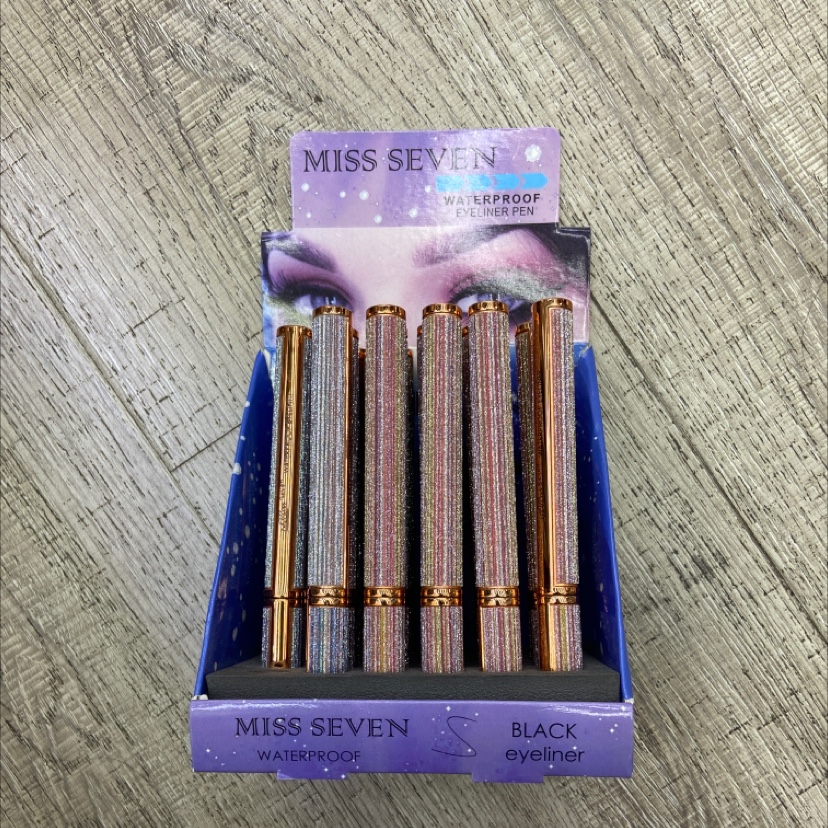 MISS SEVEN
WATERPROOF
EYELINER PEN
MISS SEVEN
WATERPROOF
BLACK
eyeliner